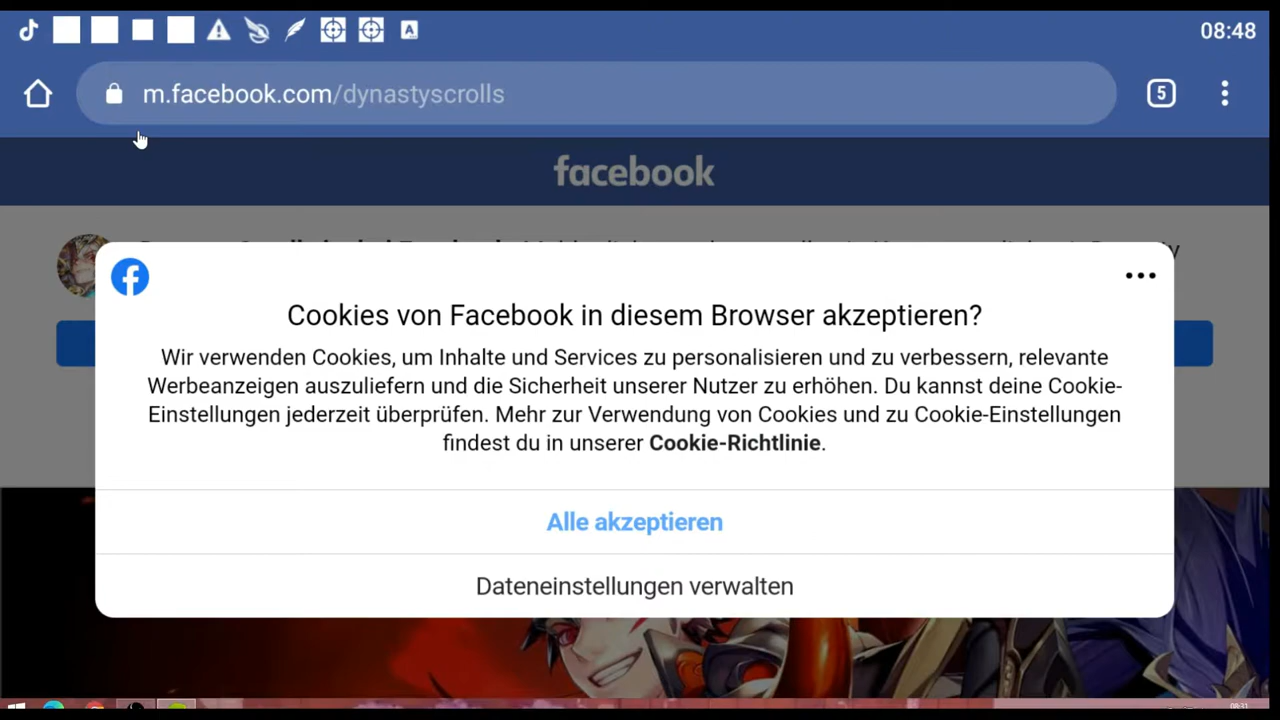 08:48
m.facebook.com/dynastyscrolls
5
facebook
Cookies von Facebook in diesem Browser akzeptieren?
Wir verwenden Cookies, um Inhalte und Services zu personalisieren und zu verbessern, relevante
Werbeanzeigen auszuliefern und die Sicherheit unserer Nutzer zu erhöhen. Du kannst deine Cookie-
Einstellungen jederzeit überprüfen. Mehr zur Verwendung von Cookies und zu Cookie-Einstellungen
findest du in unserer Cookie-Richtlinie.
Alle akzeptieren
Dateneinstellungen verwalten
08:31